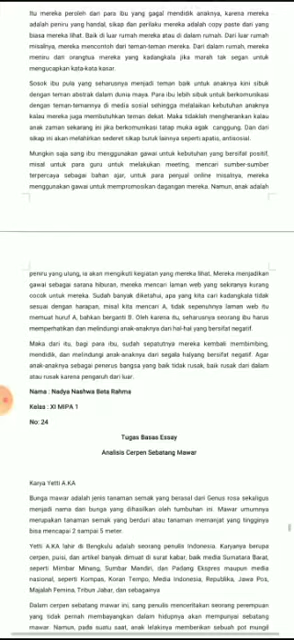 itu mereka peroleh dari para ibu yang gagal mendidik anaknya, karena mereka
adalah peniru yang handal, sikap dan perilaku mereka adalah copy paste dari yang
biasa mereka lihat. Baik di luar rumah mereka atau di dalam rumah. Dari luar rumah
misalnya, mereka mencontoh dari teman-teman mereka. Dari dalam rumah, mereka
meniru dari orangtua mereka yang kadangkala jika marah tak segan untuk
mengucapkan kata-kata kasar.
Sosok ibu pula yang seharusnya menjadi teman baik untuk anaknya kini sibuk
dengan teman abstrak dalam dunia maya. Para ibu lebih sibuk untuk berkomunikasi
dengan teman-temannya di media sosial sehingga melalaikan kebutuhan anaknya
kalau mereka juga membutuhkan teman dekat. Maka tidaklah mengherankan kalau
anak zaman sekarang ini jika berkomunikasi tatap muka agak canggung. Dan dari
sikap ini akan melahirkan sederet sikap buruk lainnya seperti apatis, antisosial.
Mungkin saja sang ibu menggunakan gawai untuk kebutuhan yang bersifat positif,
misal untuk para guru untuk melakukan meeting, mencari sumber-sumber
terpercaya sebagai bahan ajar, untuk para penjual online misalnya, mereka
menggunakan gawai untuk mempromosikan dagangan mereka. Namun, anak adalah
peniru yang ulung, ia akan mengikuti kegiatan yang mereka lihat. Mereka menjadikan
gawai sebagai sarana hiburan, mereka mencari laman web yang sekiranya kurang
cocok untuk mereka. Sudah banyak diketahui, apa yang kita cari kadangkala tidak
sesuai dengan harapan, misal kita mencari A, tidak sepenuhnya laman web itu
memuat huruf A, bahkan berganti B. Oleh karena itu, seharusnya seorang ibu harus
memperhatikan dan melindungi anak-anaknya dari hal-hal yang bersifat negatif.
Maka dari itu, bagi para ibu, sudah sepatutnya mereka kembali membimbing,
mendidik, dan melindungi anak-anaknya dari segala halyang bersifat negatif. Agar
anak-anaknya sebagai penerus bangsa yang baik tidak rusak, baik rusak dari dalam
atau rusak karena pengaruh dari luar.
Nama : Nadya Nashwa Beta Rahma
Kelas : XI MIPA 1
No: 24
Tugas Basas Essay
Analisis Cerpen Sebatang Mawar
Karya Yetti A.KA
Bunga mawar adalah jenis tanaman semak yang berasal dari Genus rosa sekaligus
menjadi nama dari bunga yang dihasilkan oleh tumbuhan ini. Mawar umumnya
merupakan tanaman semak yang berduri atau tanaman memanjat yang tingginya
bisa mencapai 2 sampai 5 meter.
Yetti A.KA lahir di Bengkulu adalah seorang penulis Indonesia. Karyanya berupa
cerpen, puisi, dan artikel banyak dimuat di surat kabar, baik media Sumatara Barat,
seperti Mimbar Minang, Sumbar Mandiri, dan Padang Ekspres maupun media
nasional, seperti Kompas, Koran Tempo, Media Indonesia, Republika, Jawa Pos,
Majalah Femina, Tribun Jabar, dan sebagainya
Dalam cerpen sebatang mawar ini, sang penulis menceritakan seorang perempuan
yang tidak pernah membayangkan dalam hidupnya akan mempunyai sebatang
mawar. Namun, pada suatu saat, anak lelakinya memberikan sebuah pot mungil